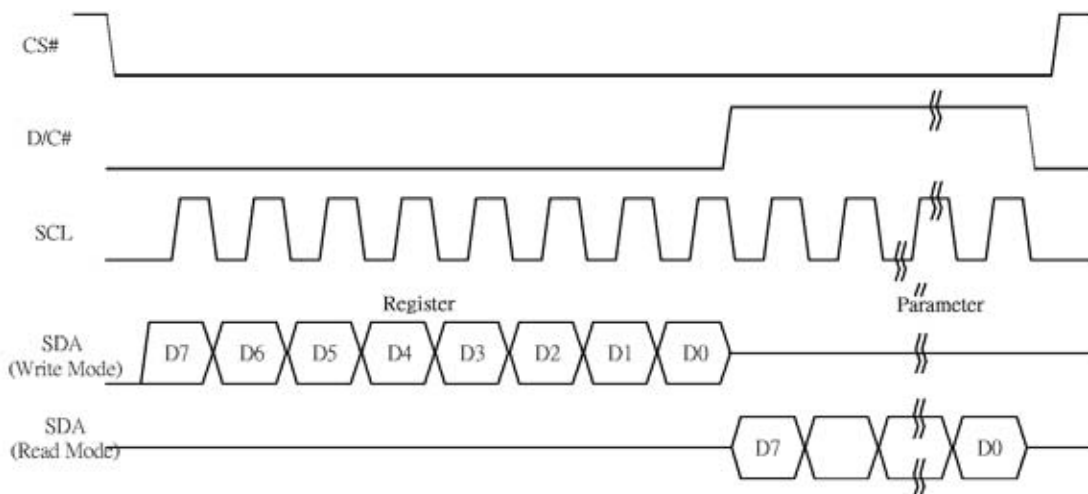 CS#
D/C#
SCL
Register Parameter
SDA
(Write Mode)
D7 D6 D5 D4 D3 D2 D1 D0
SDA
(Read Mode)
D7 D0